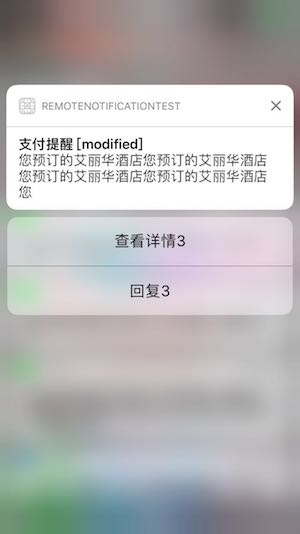 REMOTENOTIFICATIONTEST
支付提醒 [modified]
您预订的艾丽华酒店您预订的艾丽华酒店
您预订的艾丽华酒店您预订的艾丽华酒店
您
查看详情3
回复3